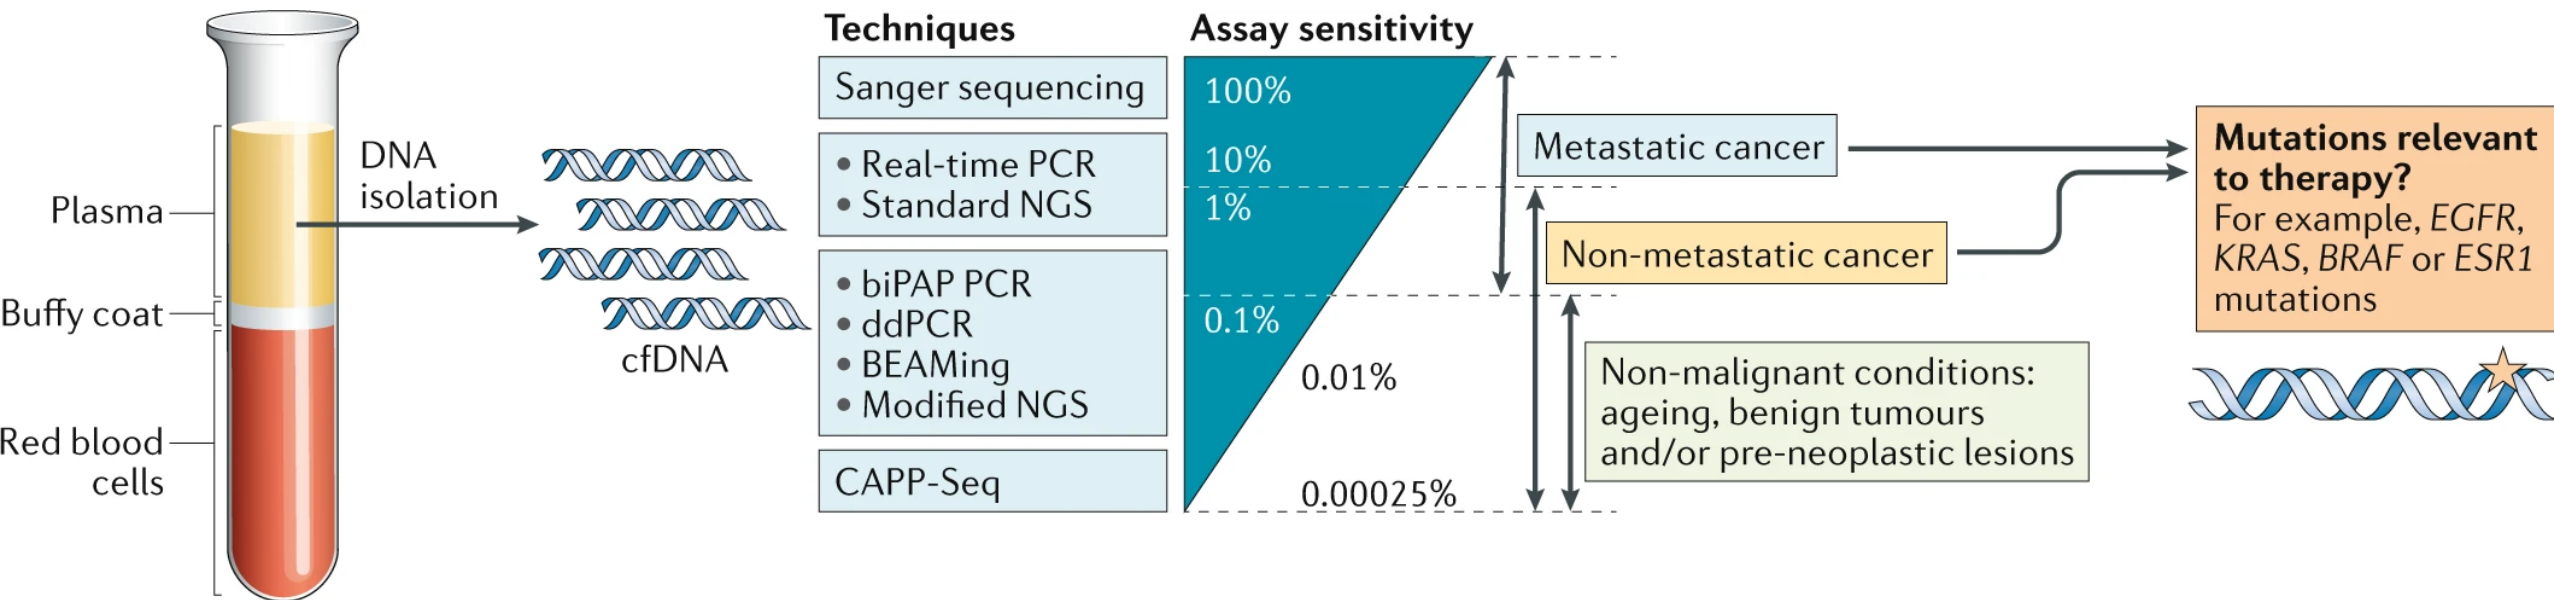 Techniques
Assay sensitivity
Plasma
Buffy coat
Red blood
cells
DNA
isolation
cfDNA
Sanger sequencing
• Real-time PCR
• Standard NGS
• biPAP PCR
• ddPCR
• BEAMing
• Modified NGS
CAPP-Seq
100%
10%
1%
0.1%
0.01%
0.00025%
Metastatic cancer
Non-metastatic cancer
Non-malignant conditions:
ageing, benign tumours
and/or pre-neoplastic lesions
Mutations relevant
to therapy?
For example, EGFR,
KRAS, BRAF or ESR1
mutations